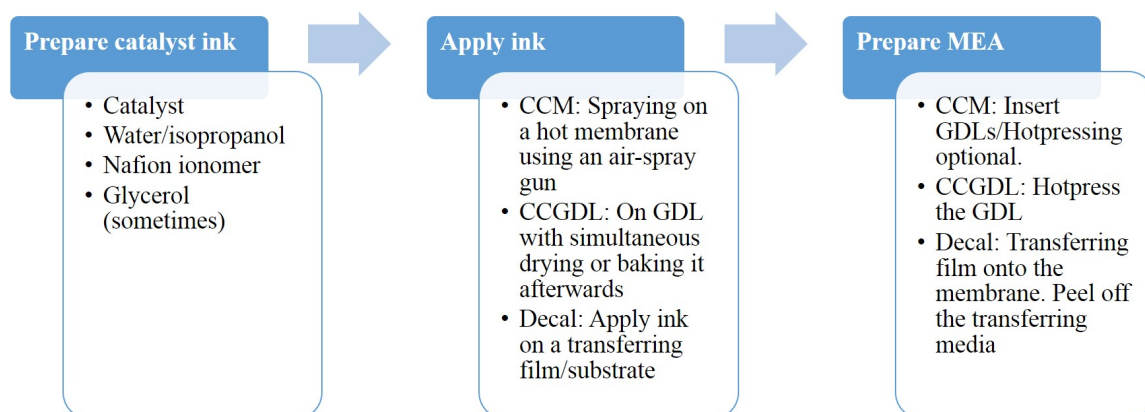 Prepare catalyst ink
• Catalyst
• Water/isopropanol
• Nafion ionomer
• Glycerol
(sometimes)
Apply ink
• CCM: Spraying on
a hot membrane
using an air-spray
gun
• CCGDL: On GDL
with simultaneous
drying or baking it
afterwards
• Decal: Apply ink
on a transferring
film/substrate
Prepare MEA
• CCM: Insert
GDLs/Hotpressing
optional.
• CCGDL: Hotpress
the GDL
• Decal: Transferring
film onto the
membrane. Peel off
the transferring
media